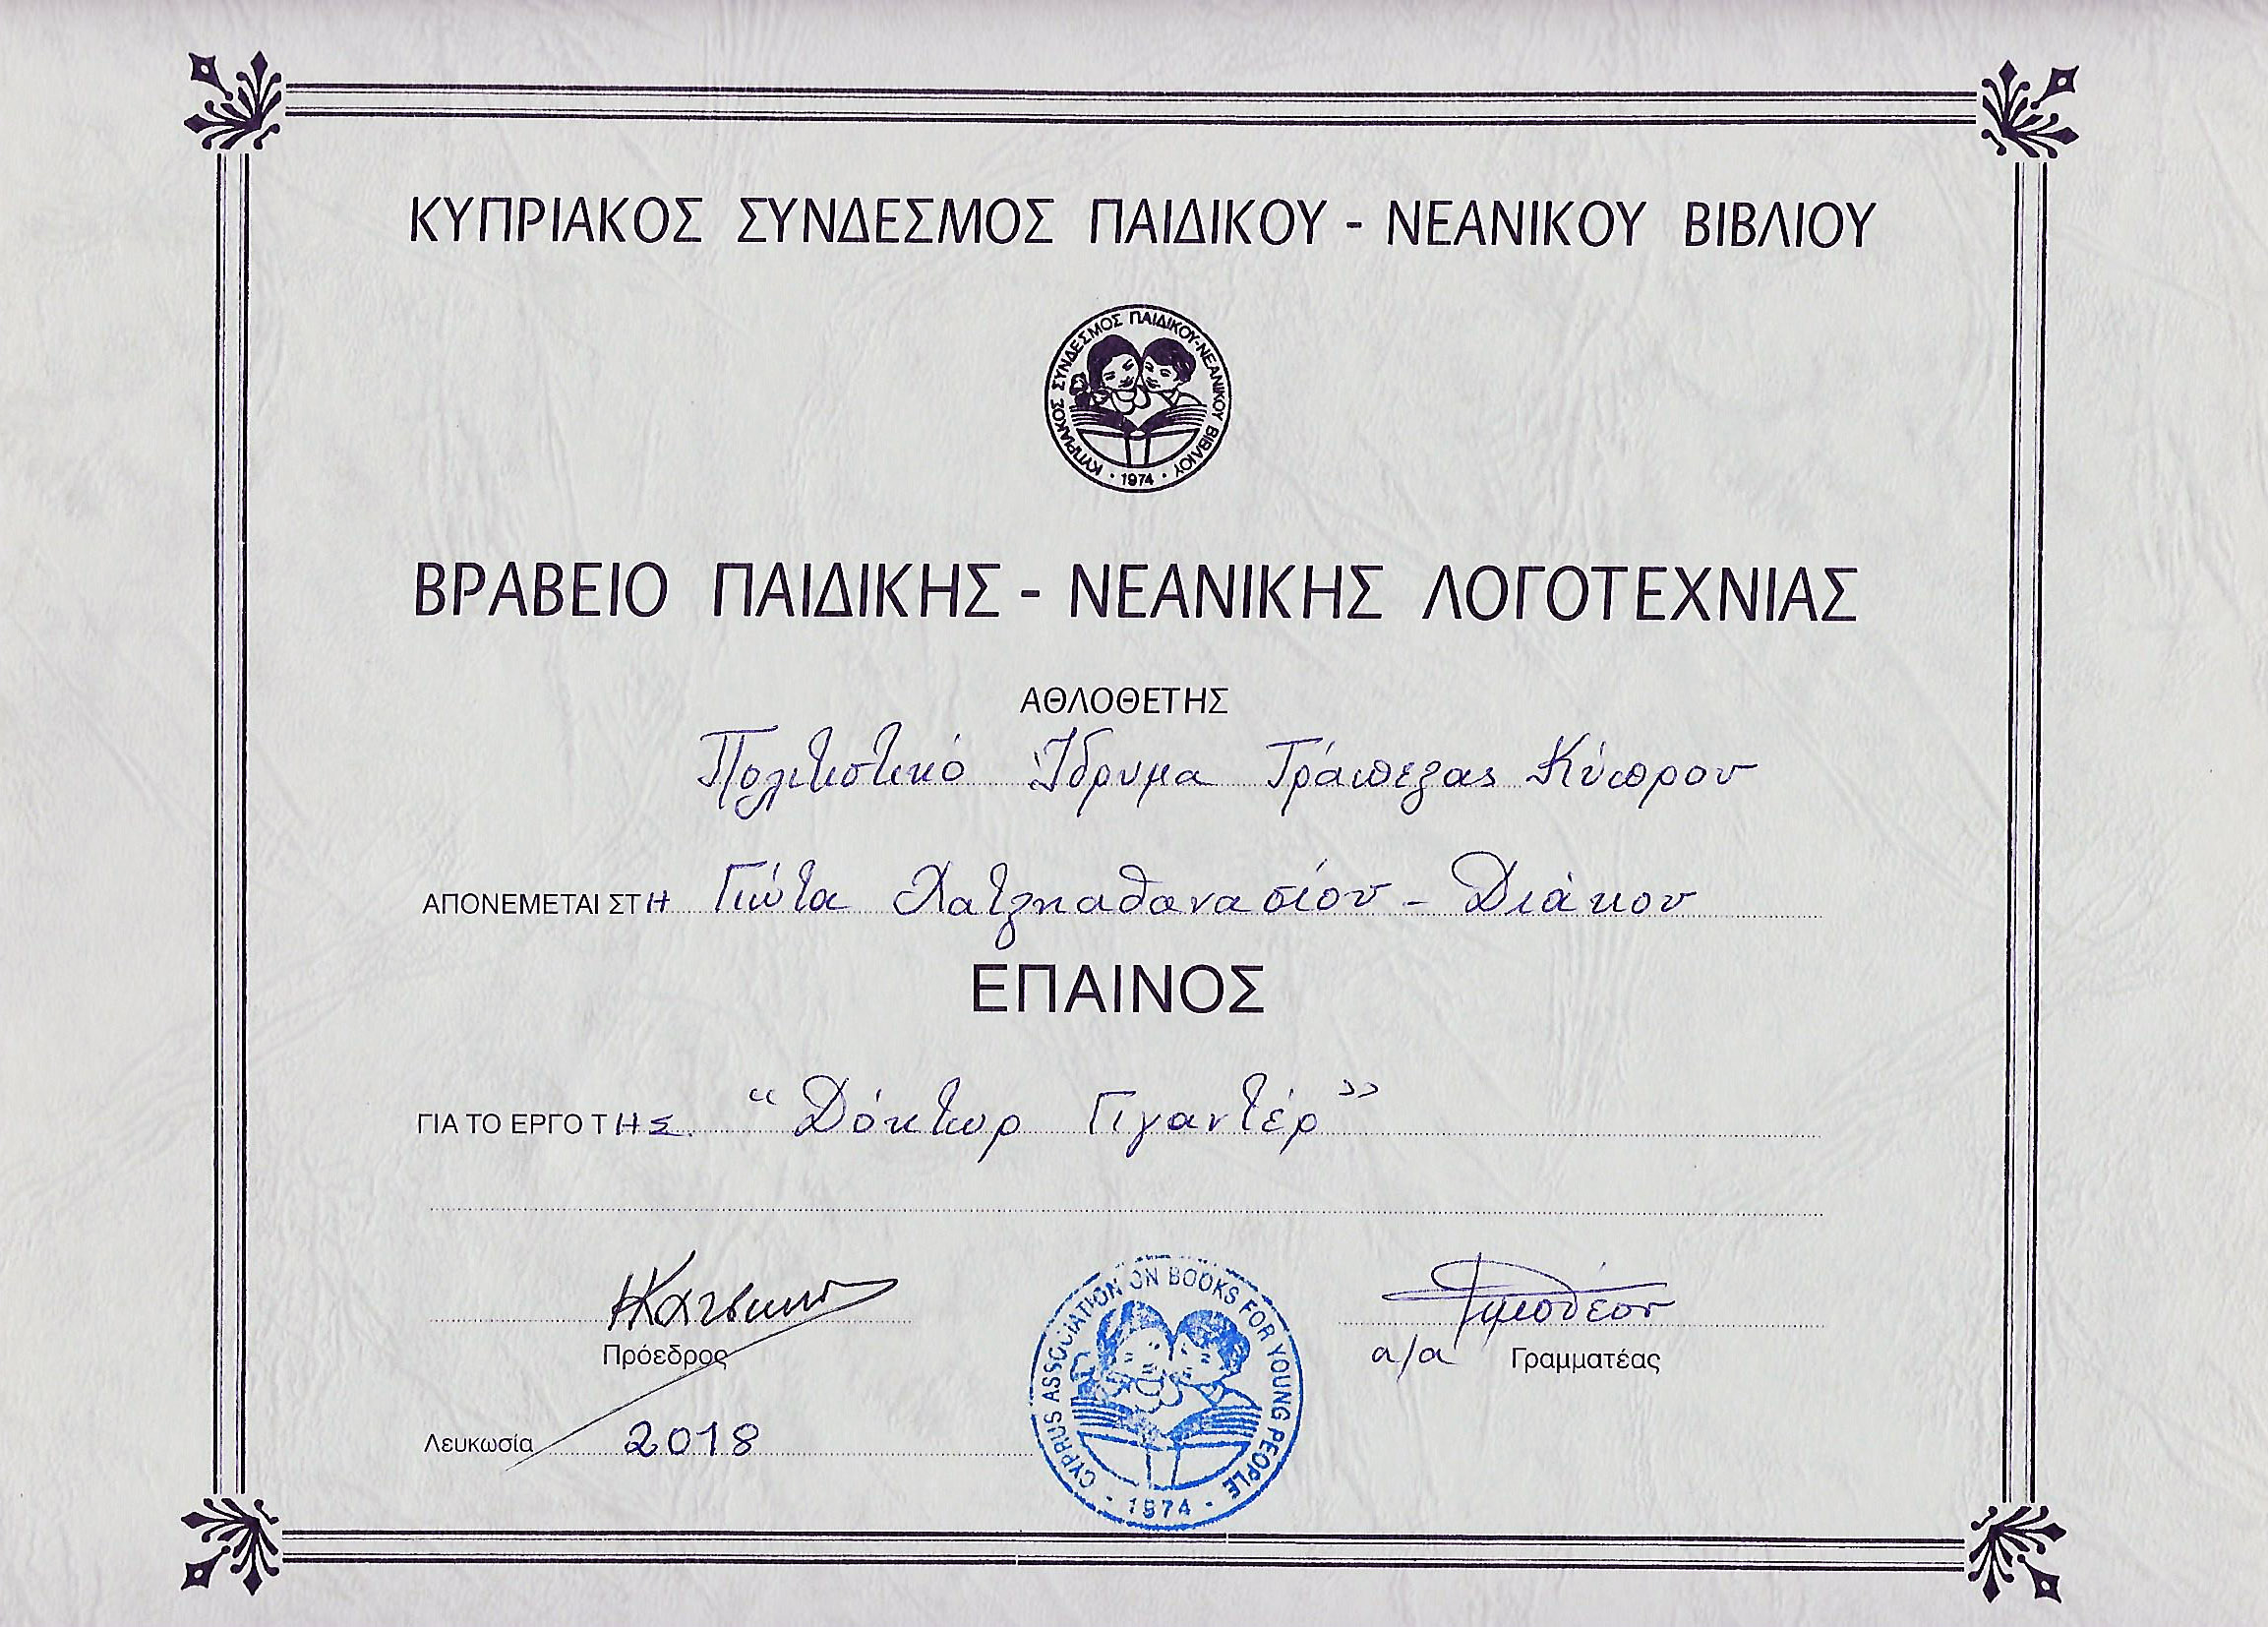 ΚΥΠΡΙΑΚΟΣ ΣΥΝΔΕΣΜΟΣ ΠΑΙΔΙΚΟΥ - ΝΕΑΝΙΚΟΥ ΒΙΒΛΙΟΥ
ΚΥΠΡΙΑΚΟΣ ΣΥΝΔΕΣΜΟΣ ΠΑΙΔΙΚΟΥ-ΝΕΑΝΙΚΟΥ ΒΙΒΛΙΟΥ
· 1974 ·
ΒΡΑΒΕΙΟ ΠΑΙΔΙΚΗΣ - ΝΕΑΝΙΚΗΣ ΛΟΓΟΤΕΧΝΙΑΣ
ΑΘΛΟΘΕΤΗΣ
Πολιτιστικό Ίδρυμα Τράπεζας Κύπρου
ΑΠΟΝΕΜΕΤΑΙ ΣΤΗ Γιώτα Χατζηαθανασίου - Διάκου
ΕΠΑΙΝΟΣ
ΓΙΑ ΤΟ ΕΡΓΟ ΤΗΣ "Δόκτωρ Γιγαντέρ"
Πρόεδρος
α/α Γραμματέας
Λευκωσία 2018
CYPRUS ASSOCIATION ON BOOKS FOR YOUNG PEOPLE
- 1974 -